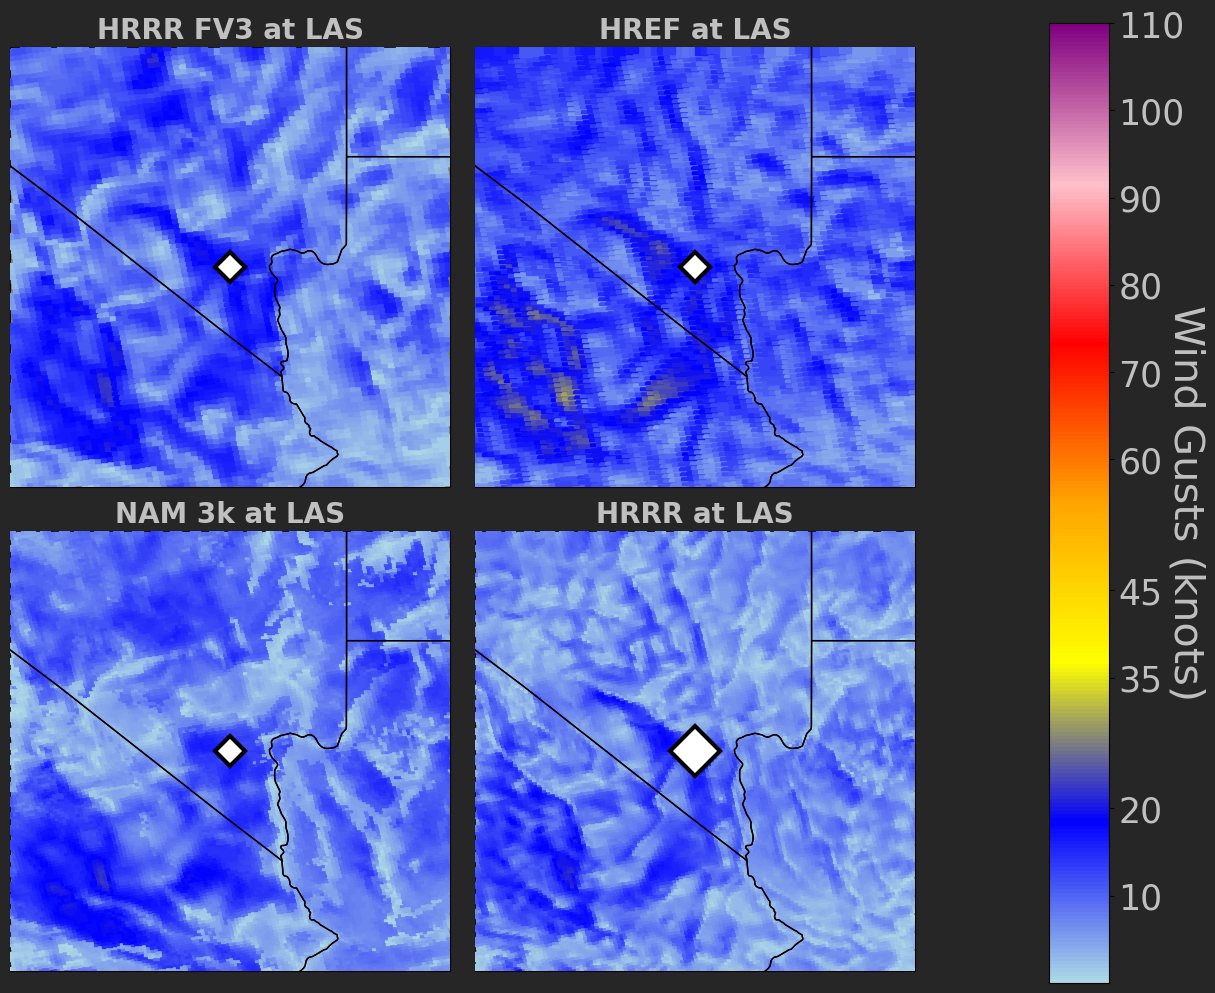 HRRR FV3 at LAS
HREF at LAS
NAM 3k at LAS
HRRR at LAS
110
100
90
80
70
60
45
35
20
10
Wind Gusts (knots)